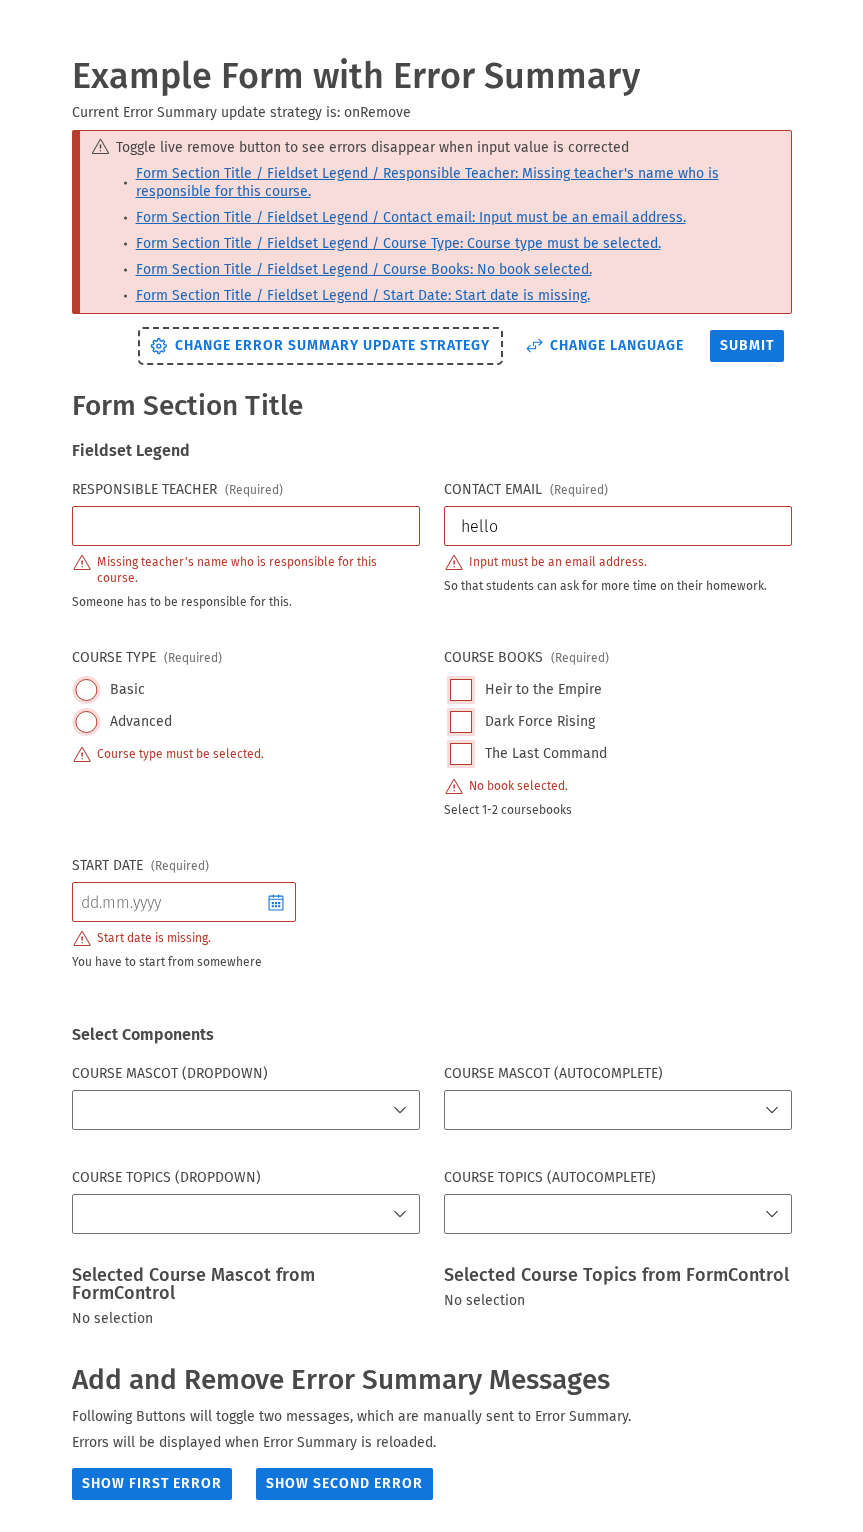 Example Form with Error Summary
Current Error Summary update strategy is: onRemove
Toggle live remove button to see errors disappear when input value is corrected
Form Section Title / Fieldset Legend / Responsible Teacher: Missing teacher's name who is
responsible for this course.
Form Section Title / Fieldset Legend / Contact email: Input must be an email address.
Form Section Title / Fieldset Legend / Course Type: Course type must be selected.
Form Section Title / Fieldset Legend / Course Books: No book selected.
Form Section Title / Fieldset Legend / Start Date: Start date is missing.
CHANGE ERROR SUMMARY UPDATE STRATEGY
CHANGE LANGUAGE
SUBMIT
Form Section Title
Fieldset Legend
RESPONSIBLE TEACHER (Required)
Missing teacher's name who is responsible for this
course.
Someone has to be responsible for this.
CONTACT EMAIL (Required)
hello
Input must be an email address.
So that students can ask for more time on their homework.
COURSE TYPE (Required)
Basic
Advanced
Course type must be selected.
COURSE BOOKS (Required)
Heir to the Empire
Dark Force Rising
The Last Command
No book selected.
Select 1-2 coursebooks
START DATE (Required)
dd.mm.yyyy
Start date is missing.
You have to start from somewhere
Select Components
COURSE MASCOT (DROPDOWN)
COURSE MASCOT (AUTOCOMPLETE)
COURSE TOPICS (DROPDOWN)
COURSE TOPICS (AUTOCOMPLETE)
Selected Course Mascot from
FormControl
No selection
Selected Course Topics from FormControl
No selection
Add and Remove Error Summary Messages
Following Buttons will toggle two messages, which are manually sent to Error Summary.
Errors will be displayed when Error Summary is reloaded.
SHOW FIRST ERROR
SHOW SECOND ERROR